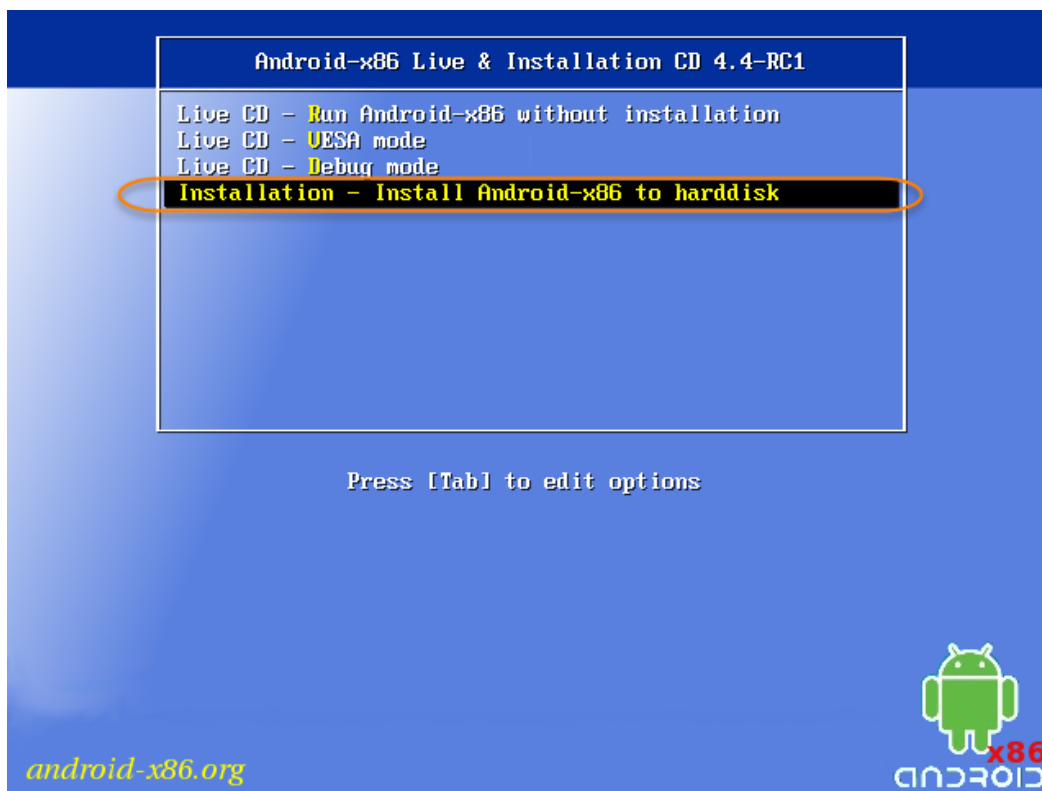 Android-x86 Live & Installation CD 4.4-RC1
Live CD - Run Android-x86 without installation
Live CD - VESA mode
Live CD - Debug mode
Installation - Install Android-x86 to harddisk
Press [Tab] to edit options
x86
android-x86.org
ANDROID